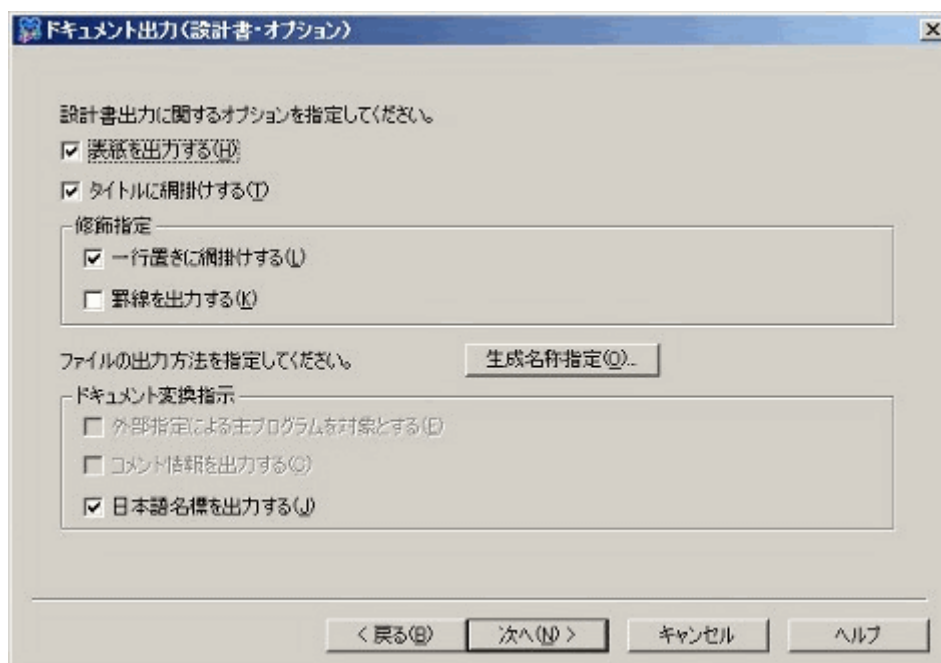 ドキュメント出力(設計書・オプション)
設計書出力に関するオプションを指定してください。
表紙を出力する(H)
タイトルに網掛けする(T)
修飾指定
一行置きに網掛けする(L)
罫線を出力する(K)
ファイルの出力方法を指定してください。 生成名称指定(O)...
ドキュメント変換指示
外部指定による主プログラムを対象とする(E)
コメント情報を出力する(C)
日本語名標を出力する(J)
< 戻る(B) 次へ(N) > キャンセル ヘルプ